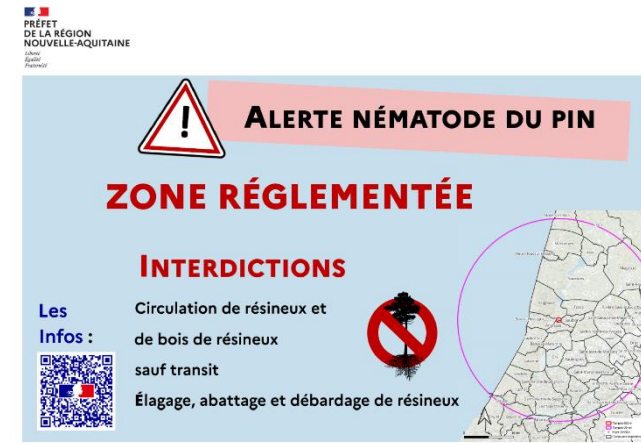 PRÉFET
DE LA RÉGION
NOUVELLE-AQUITAINE
Liberté
Égalité
Fraternité
ALERTE NÉMATODE DU PIN
ZONE RÉGLEMENTÉE
INTERDICTIONS
Les
Infos :
Circulation de résineux et
de bois de résineux
sauf transit
Élagage, abattage et débardage de résineux